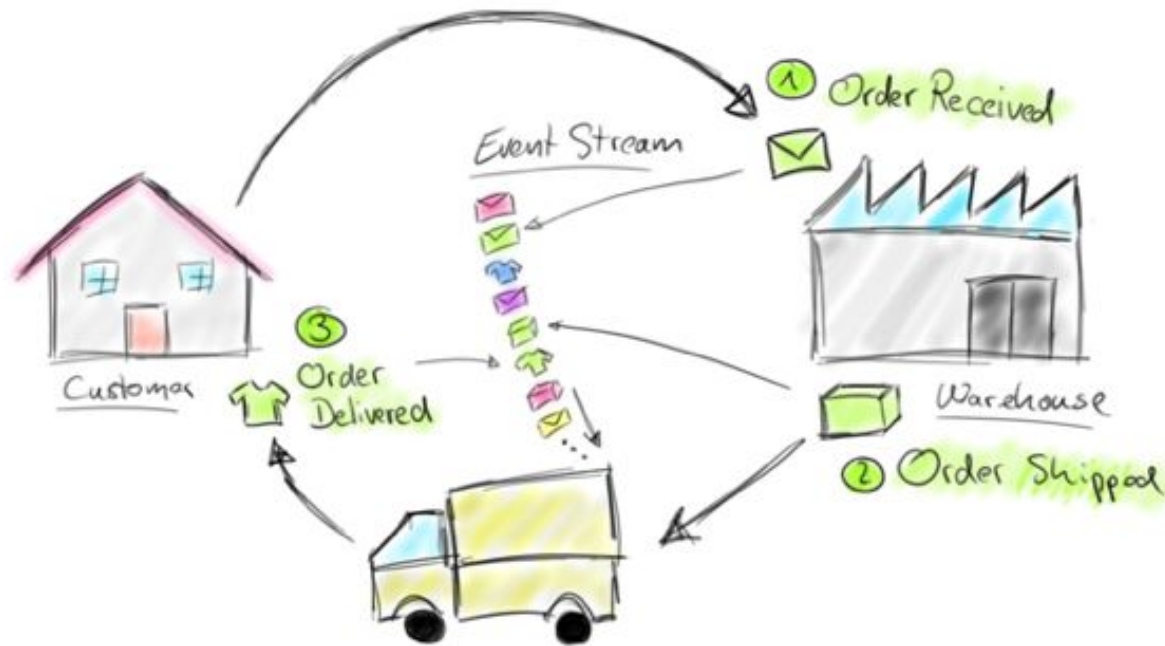 1 Order Received
Event Stream
3
Order
Delivered
Customer
Warehouse
2 Order Shipped